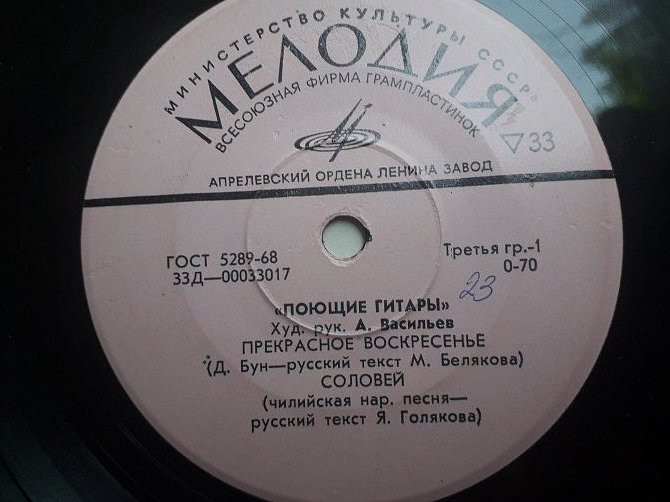 МИНИСТЕРСТВО КУЛЬТУРЫ СССР
МЕЛОДИЯ
ВСЕСОЮЗНАЯ ФИРМА ГРАМПЛАСТИНОК
33
АПРЕЛЕВСКИЙ ОРДЕНА ЛЕНИНА ЗАВОД
ГОСТ 5289-68
33Д—00033017
Третья гр.-1
0-70
23
«ПОЮЩИЕ ГИТАРЫ»
Худ. рук. А. Васильев
ПРЕКРАСНОЕ ВОСКРЕСЕНЬЕ
(Д. Бун—русский текст М. Белякова)
СОЛОВЕЙ
(чилийская нар. песня—
русский текст Я. Голякова)